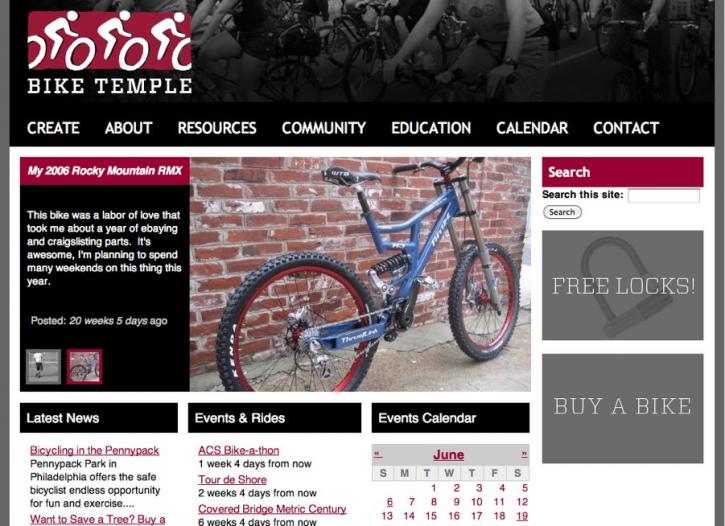 BIKE TEMPLE
CREATE ABOUT RESOURCES COMMUNITY EDUCATION CALENDAR CONTACT
My 2006 Rocky Mountain RMX
This bike was a labor of love that
took me about a year of ebaying
and craigslisting parts. It's
awesome, I'm planning to spend
many weekends on this thing this
year.
Posted: 20 weeks 5 days ago
WTB
KENDA
ThrustLink
Search
Search this site:
Search
FREE LOCKS!
BUY A BIKE
Latest News
Bicycling in the Pennypack
Pennypack Park in
Philadelphia offers the safe
bicyclist endless opportunity
for fun and exercise....
Want to Save a Tree? Buy a
Events & Rides
ACS Bike-a-thon
1 week 4 days from now
Tour de Shore
2 weeks 4 days from now
Covered Bridge Metric Century
6 weeks 4 days from now
Events Calendar
« June »
S M T W T F S
1 2 3 4 5
6 7 8 9 10 11 12
13 14 15 16 17 18 19